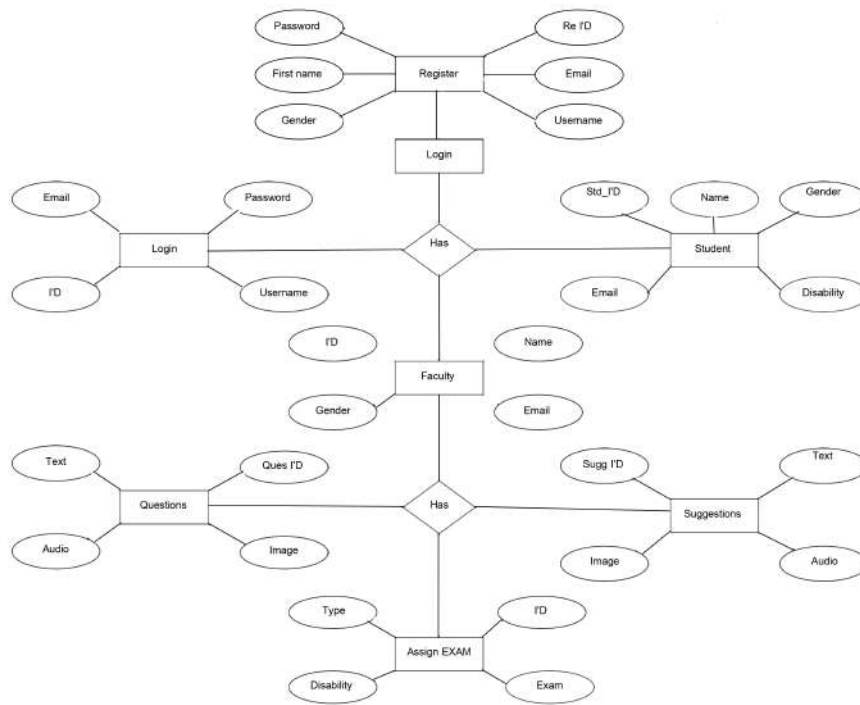 Password
Re I'D
First name
Register
Email
Gender
Username
Login
Email
Password
Std_I'D
Name
Gender
Login
Has
Student
I'D
Username
Email
Disability
I'D
Name
Faculty
Gender
Email
Text
Ques I'D
Sugg I'D
Text
Questions
Has
Suggestions
Audio
Image
Image
Audio
Type
I'D
Assign EXAM
Disability
Exam